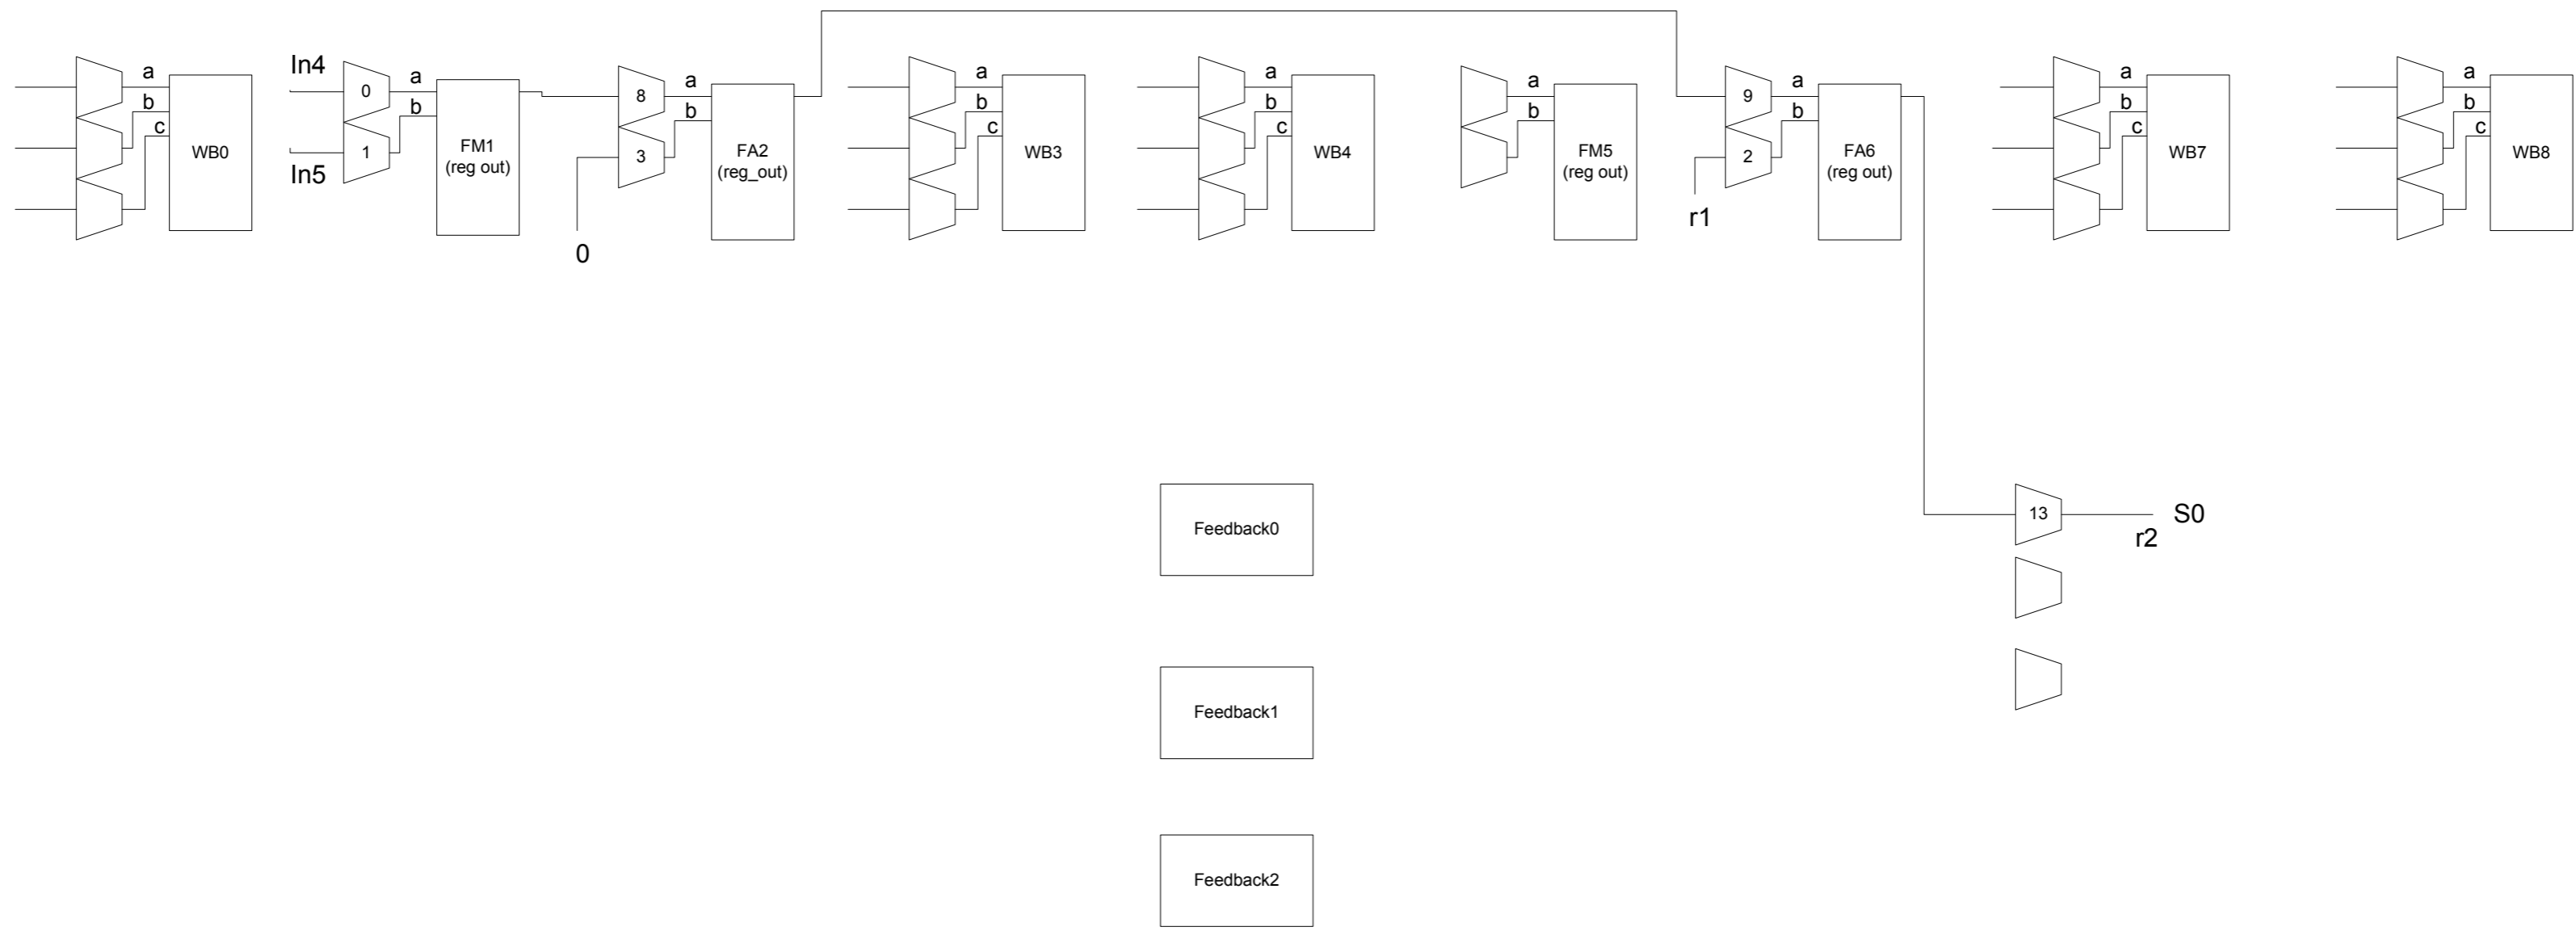 In4
In5
0
1
8
3
0
9
2
r1
a
b
c
WB0
a
b
FM1
(reg out)
a
b
FA2
(reg_out)
a
b
c
WB3
a
b
c
WB4
a
b
FM5
(reg out)
a
b
FA6
(reg out)
a
b
c
WB7
a
b
c
WB8
Feedback0
13
S0
r2
Feedback1
Feedback2